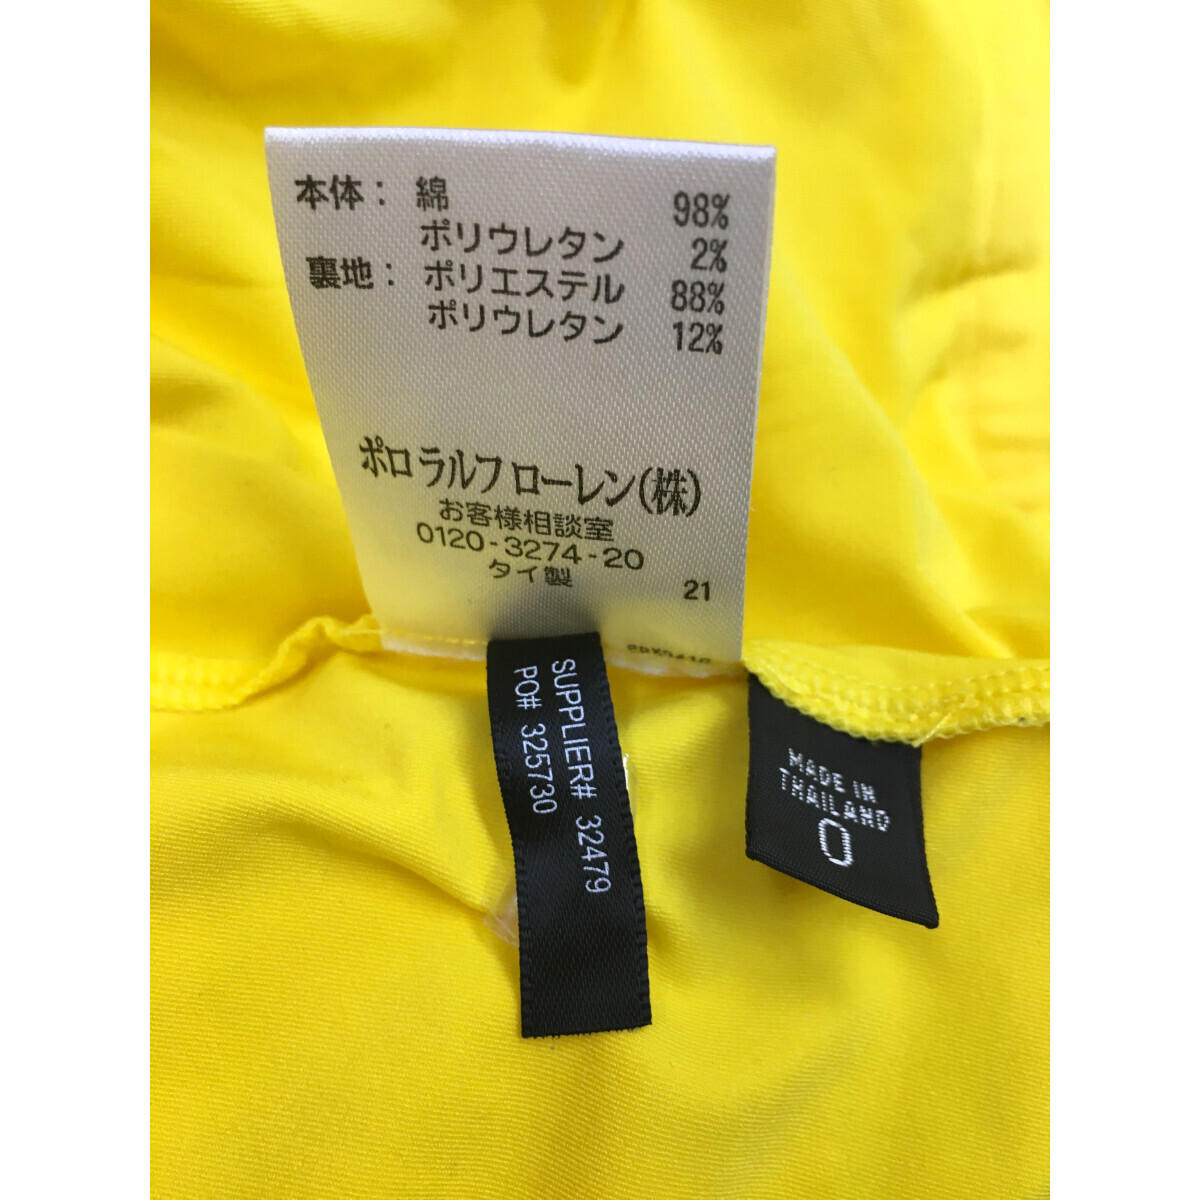 本体： 綿 98%
ポリウレタン 2%
裏地： ポリエステル 88%
ポリウレタン 12%
ポロ ラルフ ローレン(株)
お客様相談室
0120-3274-20
タイ製 21
SUPPLIER# 32479
PO# 325730
MADE IN
THAILAND
0